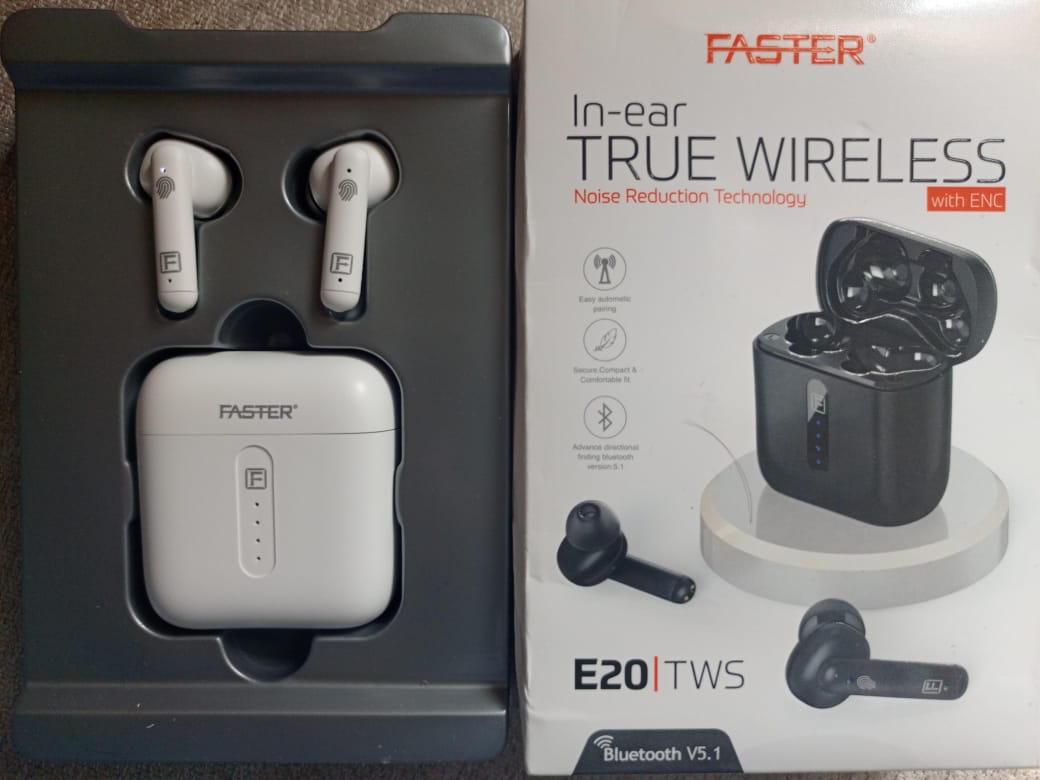 F
F
FASTER®
F
FASTER®
In-ear
TRUE WIRELESS
Noise Reduction Technology
with ENC
Easy automatic
pairing
Secure,Compact &
Comfortable fit
Advance directional
finding bluetooth
version:5.1
F
E20|TWS
F
Bluetooth V5.1